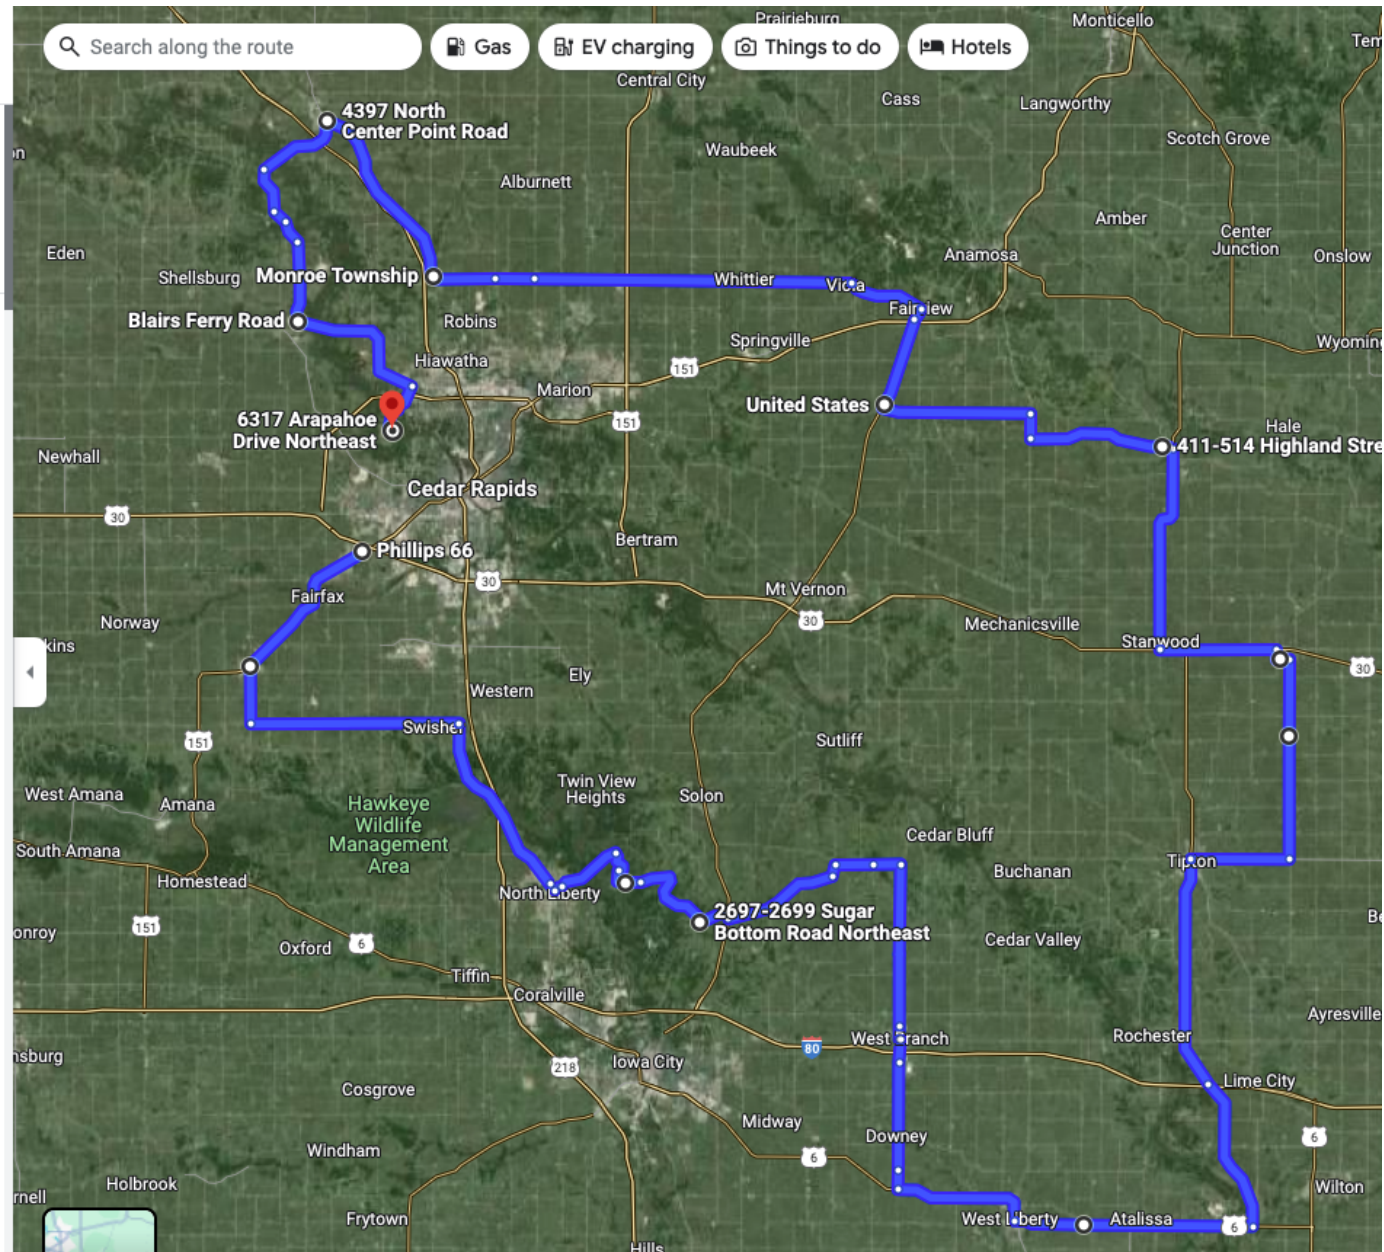 Prairieburg
Monticello
Search along the route
Gas
EV charging
Things to do
Hotels
Central City
Cass
Langworthy
4397 North
Center Point Road
Scotch Grove
Waubeek
Alburnett
Amber
Center
Junction
Eden
Anamosa
Onslow
Shellsburg
Monroe Township
Whittier
Viola
Fairview
Blairs Ferry Road
Robins
Springville
Wyoming
Hiawatha
151
Marion
United States
6317 Arapahoe
Drive Northeast
151
Hale
411-514 Highland Stre
Newhall
Cedar Rapids
30
Bertram
Phillips 66
30
Mt Vernon
Fairfax
30
Norway
Mechanicsville
Stanwood
kins
30
Ely
Western
Swisher
151
Sutliff
Twin View
Heights
West Amana
Amana
Hawkeye
Wildlife
Management
Area
Solon
Cedar Bluff
South Amana
Tipton
Buchanan
Homestead
North Liberty
2697-2699 Sugar
Bottom Road Northeast
151
onroy
Oxford
6
Cedar Valley
Tiffin
Coralville
Ayresville
Rochester
West Branch
80
nsburg
Iowa City
218
Lime City
Cosgrove
Midway
Downey
6
Windham
6
Holbrook
Wilton
rnell
Frytown
West Liberty
Atalissa
6
Hills